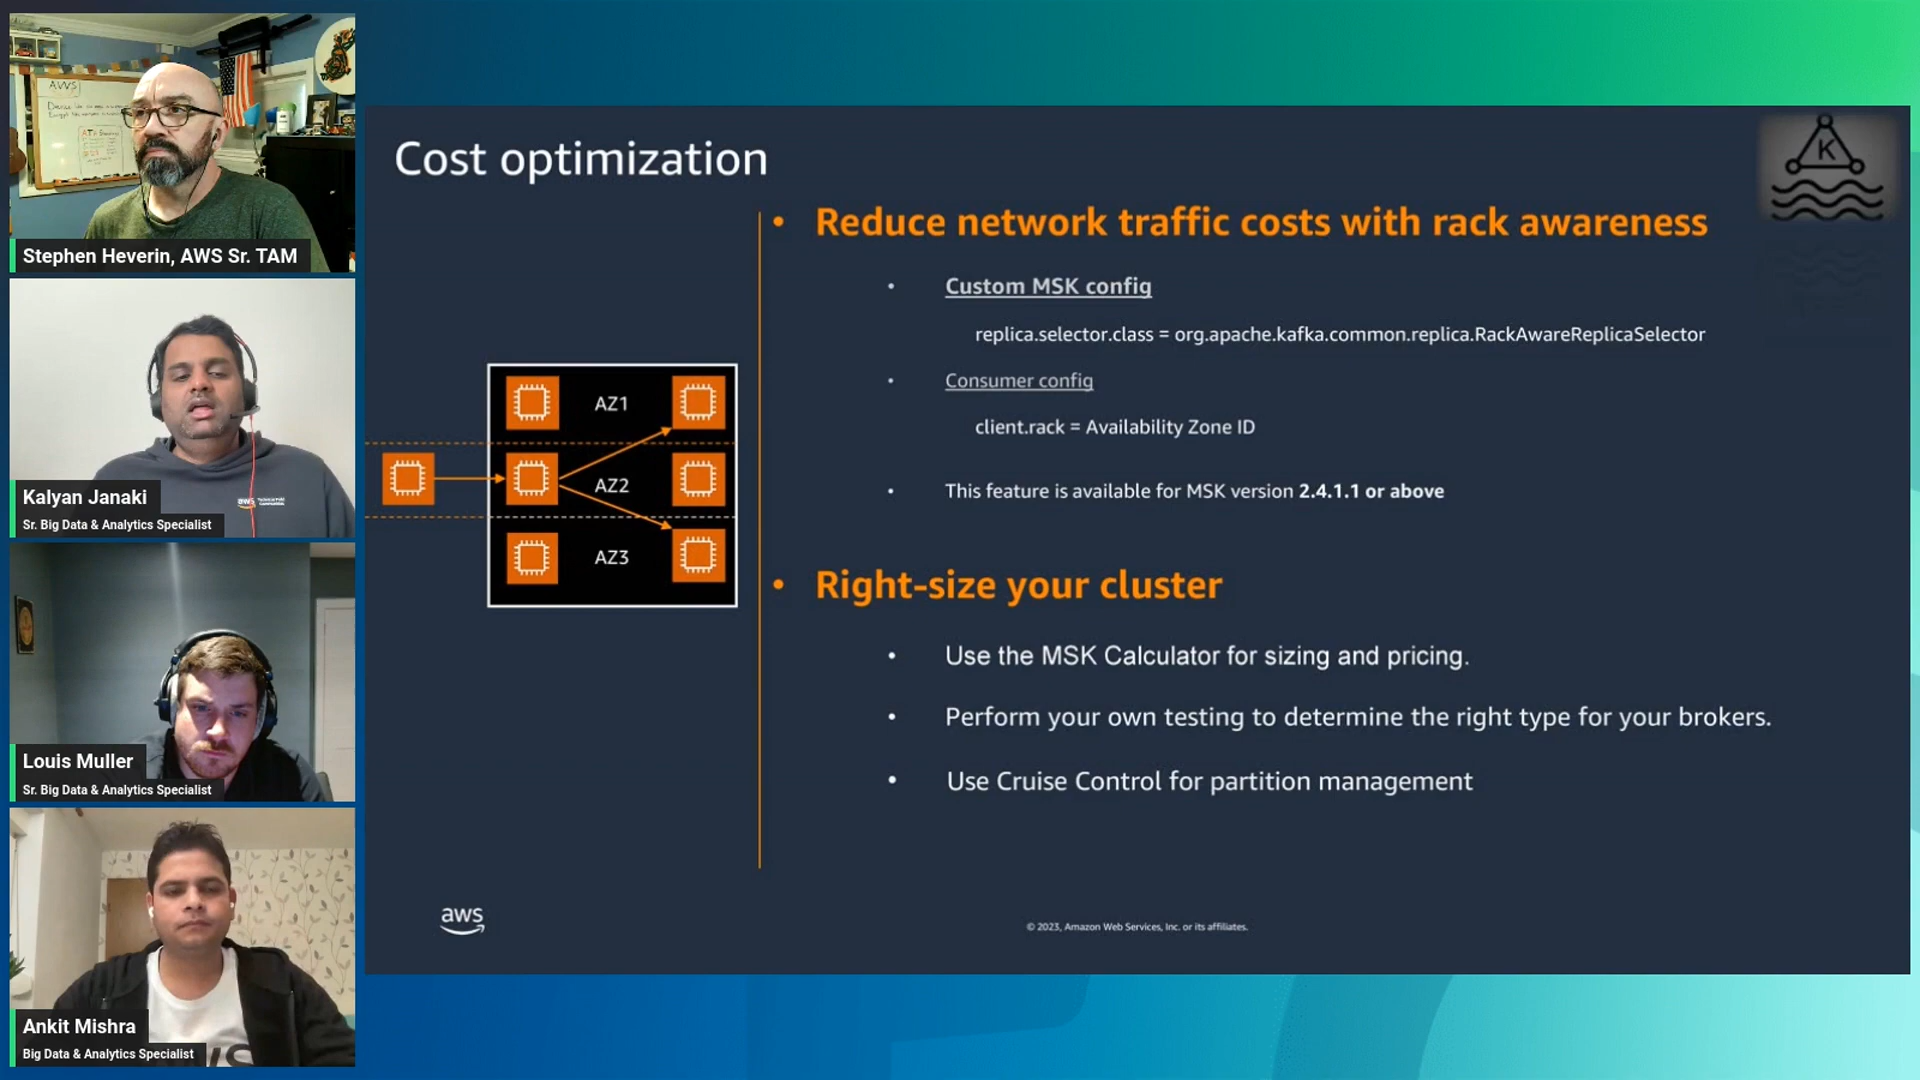 AWS
Stephen Heverin, AWS Sr. TAM
Kalyan Janaki
Sr. Big Data & Analytics Specialist
aws
Louis Muller
Sr. Big Data & Analytics Specialist
Ankit Mishra
Big Data & Analytics Specialist
Cost optimization
K
AZ1
AZ2
AZ3
• Reduce network traffic costs with rack awareness
• Custom MSK config
replica.selector.class = org.apache.kafka.common.replica.RackAwareReplicaSelector
• Consumer config
client.rack = Availability Zone ID
• This feature is available for MSK version 2.4.1.1 or above
• Right-size your cluster
• Use the MSK Calculator for sizing and pricing.
• Perform your own testing to determine the right type for your brokers.
• Use Cruise Control for partition management
aws
© 2023, Amazon Web Services, Inc. or its affiliates.